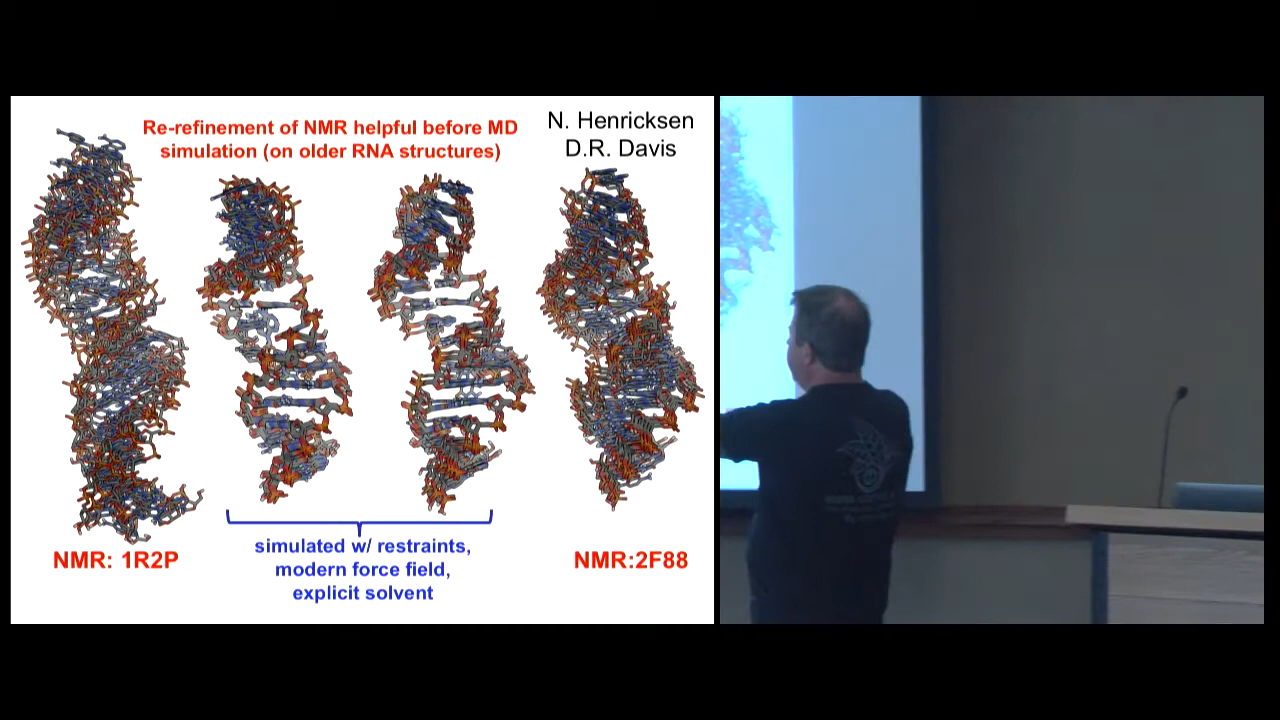 Re-refinement of NMR helpful before MD
simulation (on older RNA structures)
N. Henricksen
D.R. Davis
NMR: 1R2P
simulated w/ restraints,
modern force field,
explicit solvent
NMR:2F88